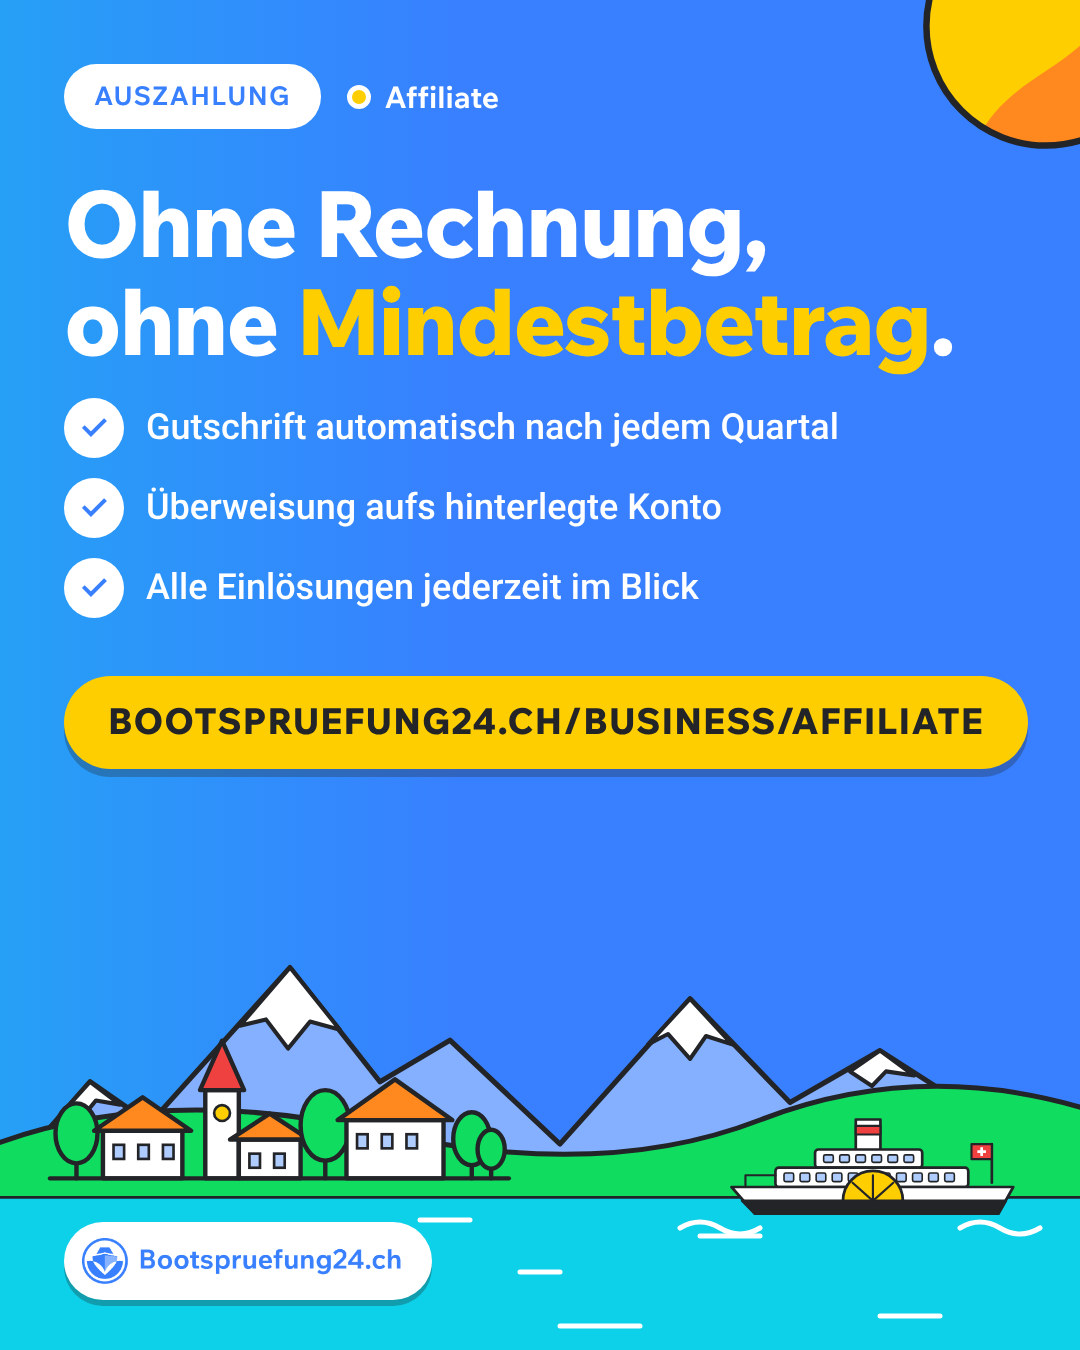 AUSZAHLUNG
Affiliate
Ohne Rechnung,
ohne Mindestbetrag.
Gutschrift automatisch nach jedem Quartal
Überweisung aufs hinterlegte Konto
Alle Einlösungen jederzeit im Blick
BOOTSPRUEFUNG24.CH/BUSINESS/AFFILIATE
Bootspruefung24.ch